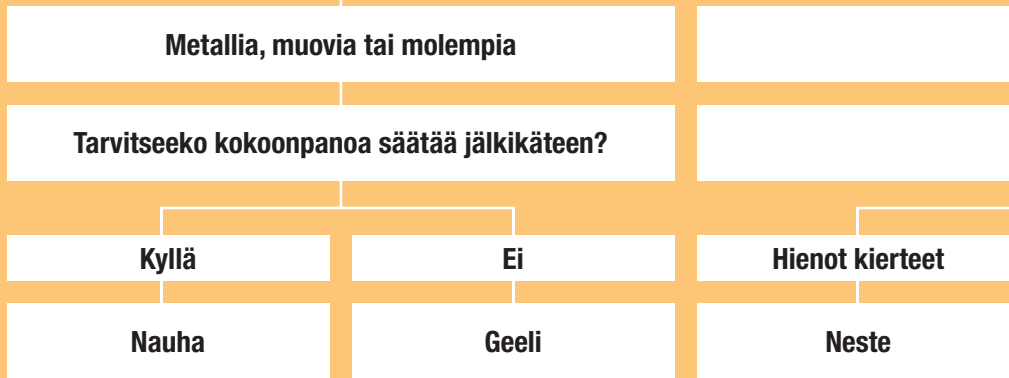 Metallia, muovia tai molempia
Tarvitseeko kokoonpanoa säätää jälkikäteen?
Kyllä
Ei
Hienot kierteet
Nauha
Geeli
Neste